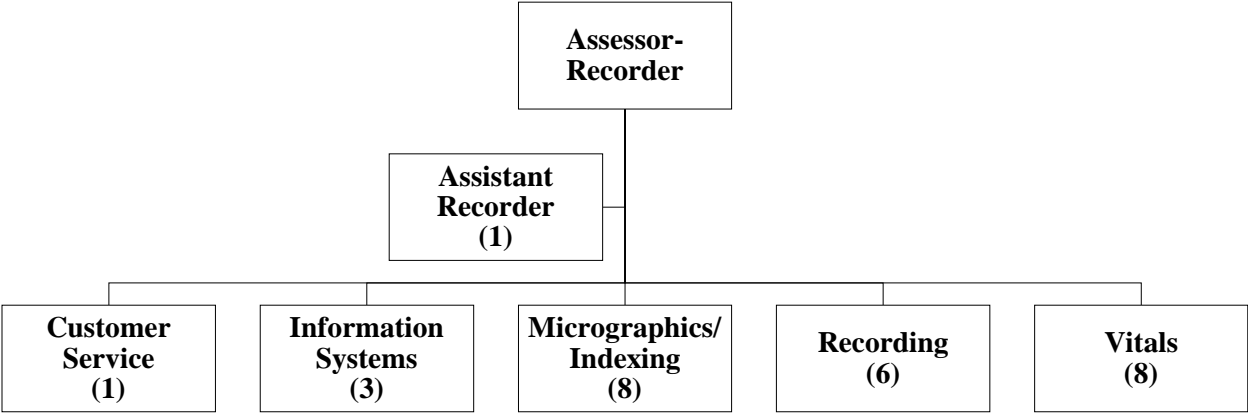 Assessor-
Recorder
Assistant
Recorder
(1)
Customer
Service
(1)
Information
Systems
(3)
Micrographics/
Indexing
(8)
Recording
(6)
Vitals
(8)